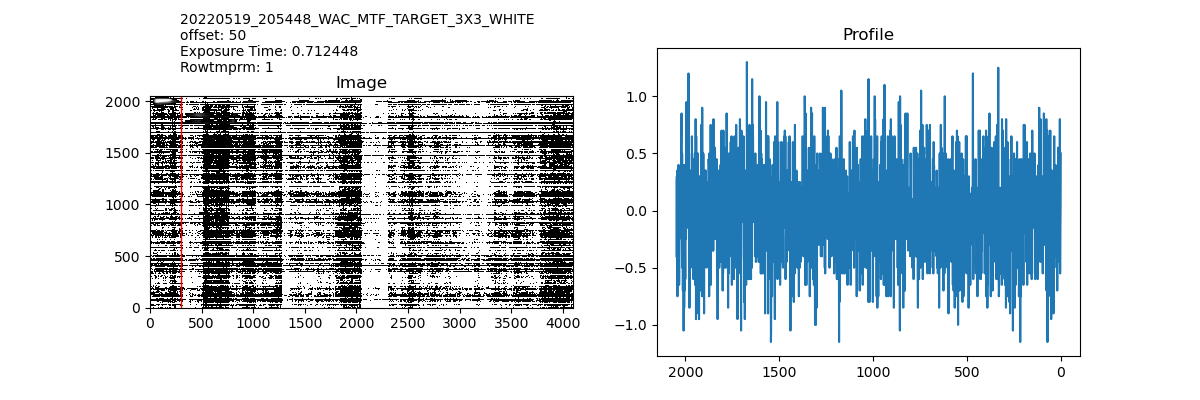 20220519_205448_WAC_MTF_TARGET_3X3_WHITE
offset: 50
Exposure Time: 0.712448
Rowtmprm: 1
Image
2000
1500
1000
500
0
0 500 1000 1500 2000 2500 3000 3500 4000
Profile
1.0
0.5
0.0
−0.5
−1.0
2000 1500 1000 500 0